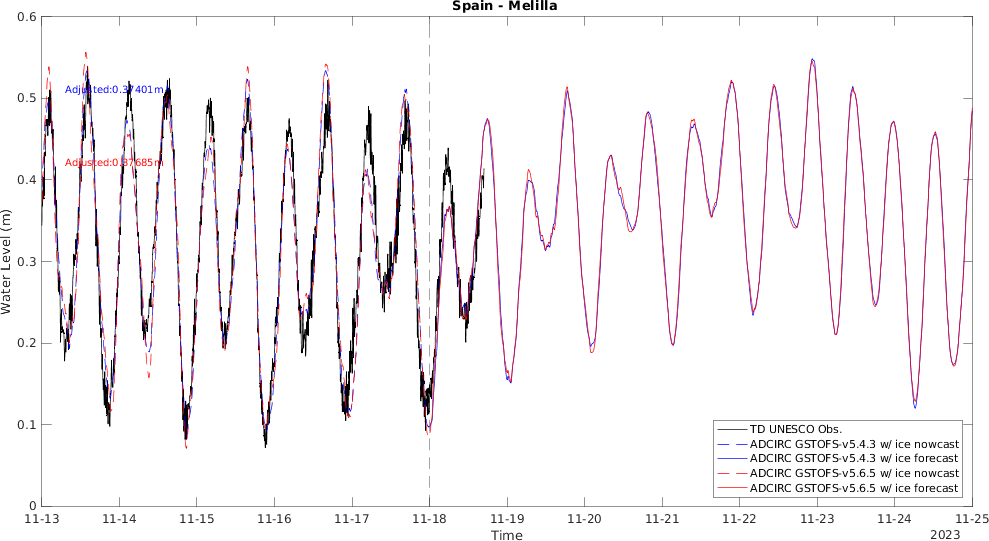 Spain - Melilla
Water Level (m)
0.6
0.5
0.4
0.3
0.2
0.1
0
Adjusted:0.37401m
Adjusted:0.37685m
TD UNESCO Obs.
ADCIRC GSTOFS-v5.4.3 w/ ice nowcast
ADCIRC GSTOFS-v5.4.3 w/ ice forecast
ADCIRC GSTOFS-v5.6.5 w/ ice nowcast
ADCIRC GSTOFS-v5.6.5 w/ ice forecast
11-13 11-14 11-15 11-16 11-17 11-18 11-19 11-20 11-21 11-22 11-23 11-24 11-25
Time
2023